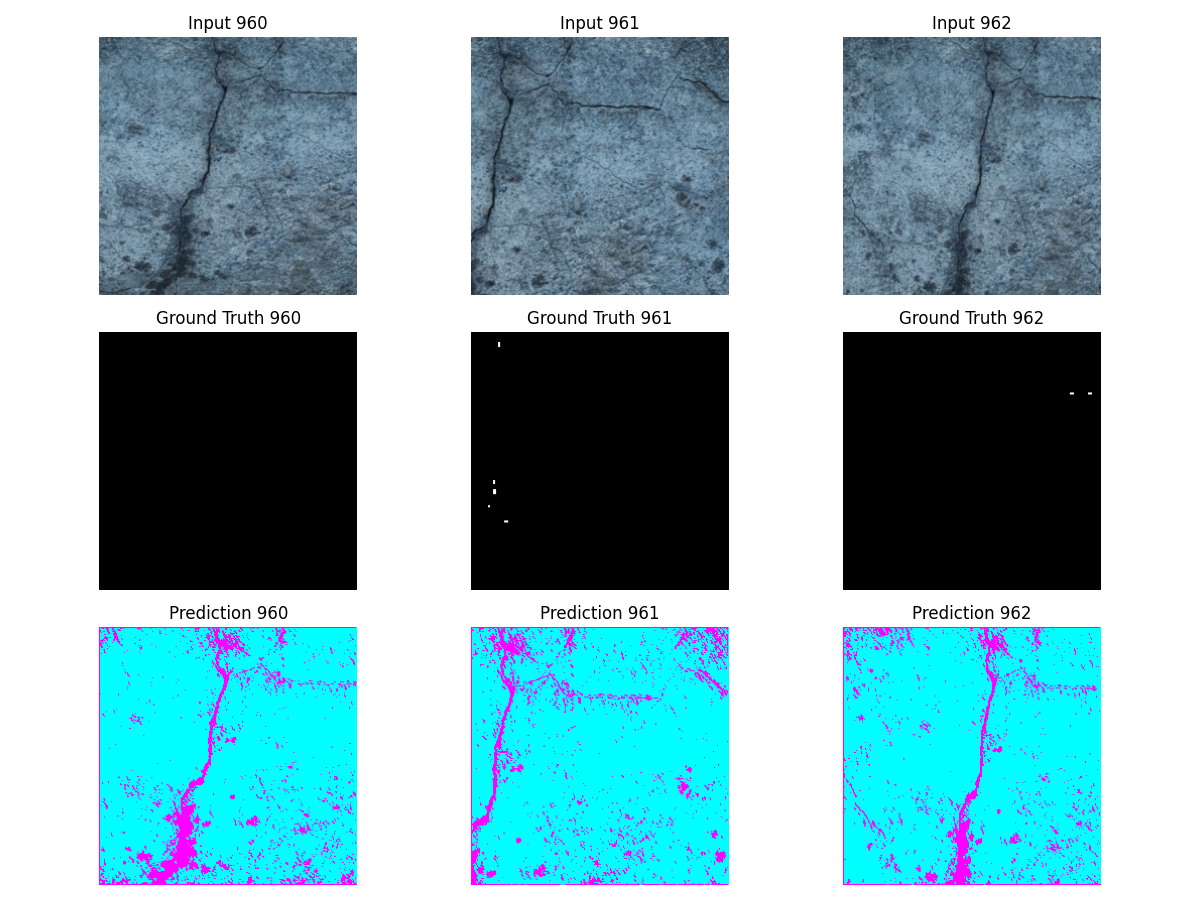 Input 960
Input 961
Input 962
Ground Truth 960
Ground Truth 961
Ground Truth 962
Prediction 960
Prediction 961
Prediction 962